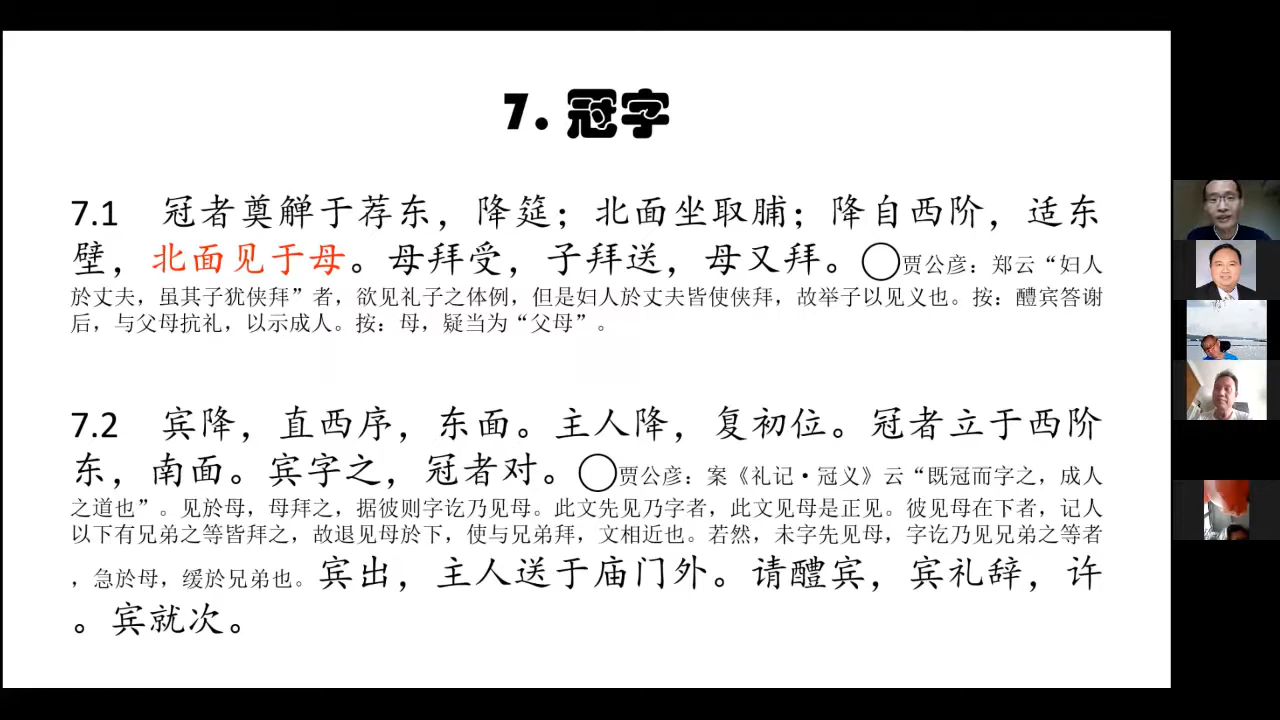 7. 冠字
7.1 冠者奠觯于荐东，降筵；北面坐取脯；降自西阶，适东
壁，北面见于母。母拜受，子拜送，母又拜。◯贾公彦：郑云“妇人
於丈夫，虽其子犹侠拜”者，欲见礼子之体例，但是妇人於丈夫皆使侠拜，故举子以见义也。按：醴宾答谢
后，与父母抗礼，以示成人。按：母，疑当为“父母”。
7.2 宾降，直西序，东面。主人降，复初位。冠者立于西阶
东，南面。宾字之，冠者对。◯贾公彦：案《礼记·冠义》云“既冠而字之，成人
之道也”。见於母，母拜之，据彼则字讫乃见母。此文先见乃字者，此文见母是正见。彼见母在下者，记人
以下有兄弟之等皆拜之，故退见母於下，使与兄弟拜，文相近也。若然，未字先见母，字讫乃见兄弟之等者
，急於母，缓於兄弟也。宾出，主人送于庙门外。请醴宾，宾礼辞，许
。宾就次。